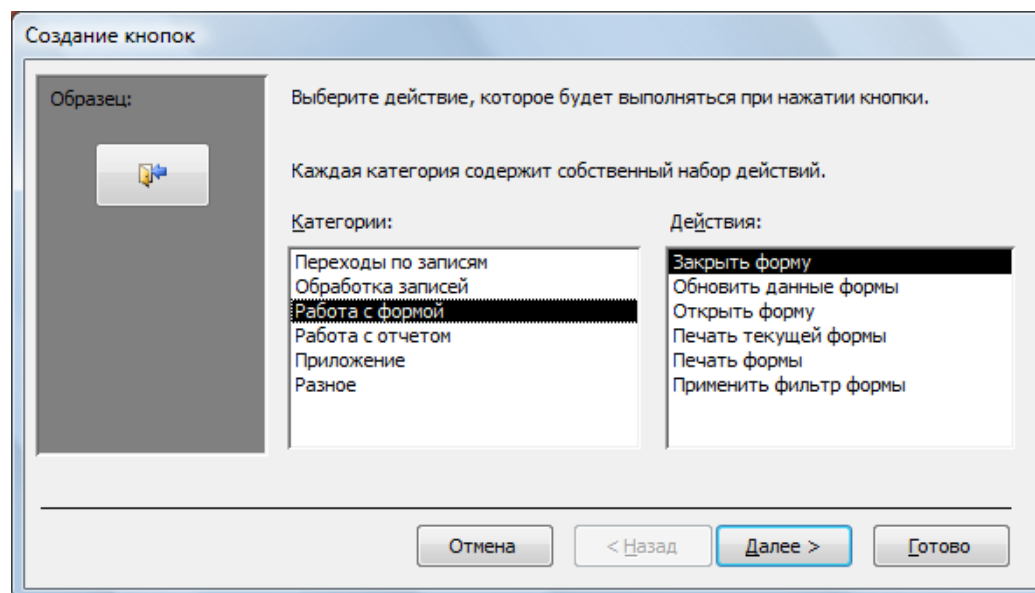 Создание кнопок
Образец:
Выберите действие, которое будет выполняться при нажатии кнопки.
Каждая категория содержит собственный набор действий.
Категории:
Переходы по записям
Обработка записей
Работа с формой
Работа с отчетом
Приложение
Разное
Действия:
Закрыть форму
Обновить данные формы
Открыть форму
Печать текущей формы
Печать формы
Применить фильтр формы
Отмена
< Назад
Далее >
Готово